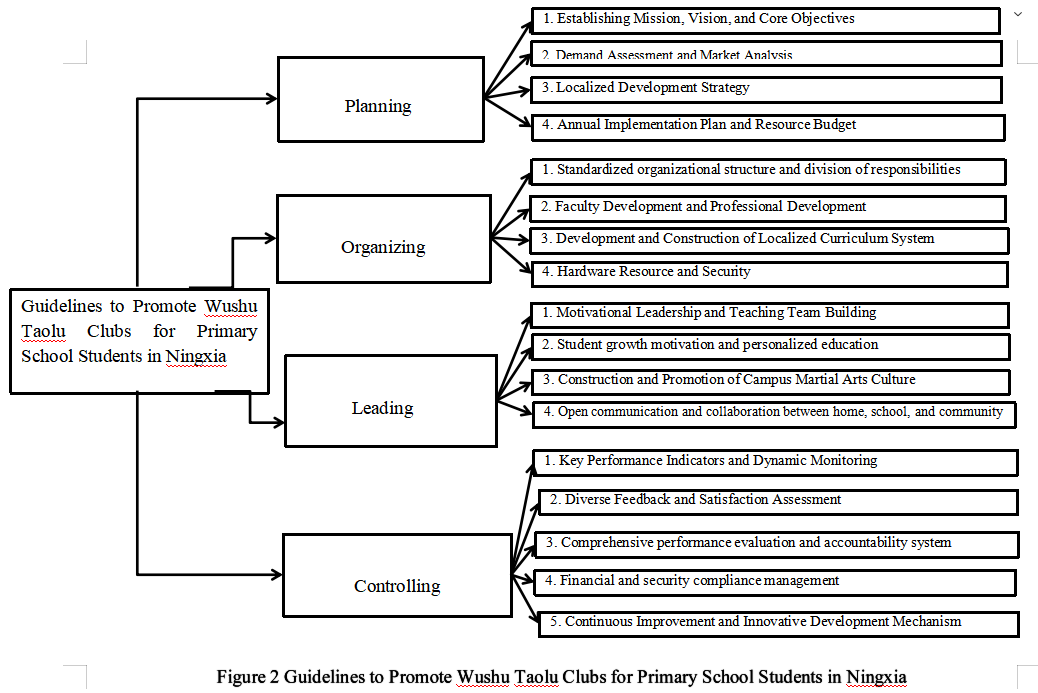 1. Establishing Mission, Vision, and Core Objectives
2. Demand Assessment and Market Analysis
3. Localized Development Strategy
4. Annual Implementation Plan and Resource Budget
Planning
1. Standardized organizational structure and division of responsibilities
2. Faculty Development and Professional Development
3. Development and Construction of Localized Curriculum System
4. Hardware Resource and Security
Organizing
Guidelines to Promote Wushu
Taolu Clubs for Primary
School Students in Ningxia
1. Motivational Leadership and Teaching Team Building
2. Student growth motivation and personalized education
3. Construction and Promotion of Campus Martial Arts Culture
4. Open communication and collaboration between home, school, and community
Leading
1. Key Performance Indicators and Dynamic Monitoring
2. Diverse Feedback and Satisfaction Assessment
3. Comprehensive performance evaluation and accountability system
4. Financial and security compliance management
5. Continuous Improvement and Innovative Development Mechanism
Controlling
Figure 2 Guidelines to Promote Wushu Taolu Clubs for Primary School Students in Ningxia